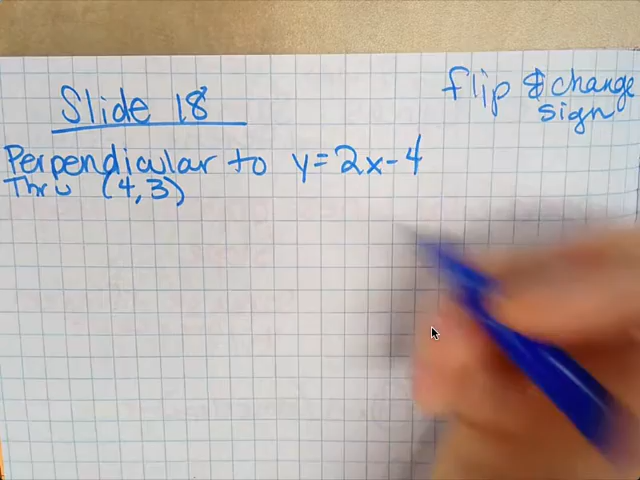 Slide 18
flip & change
sign
Perpendicular to y=2x-4
Thru (4,3)